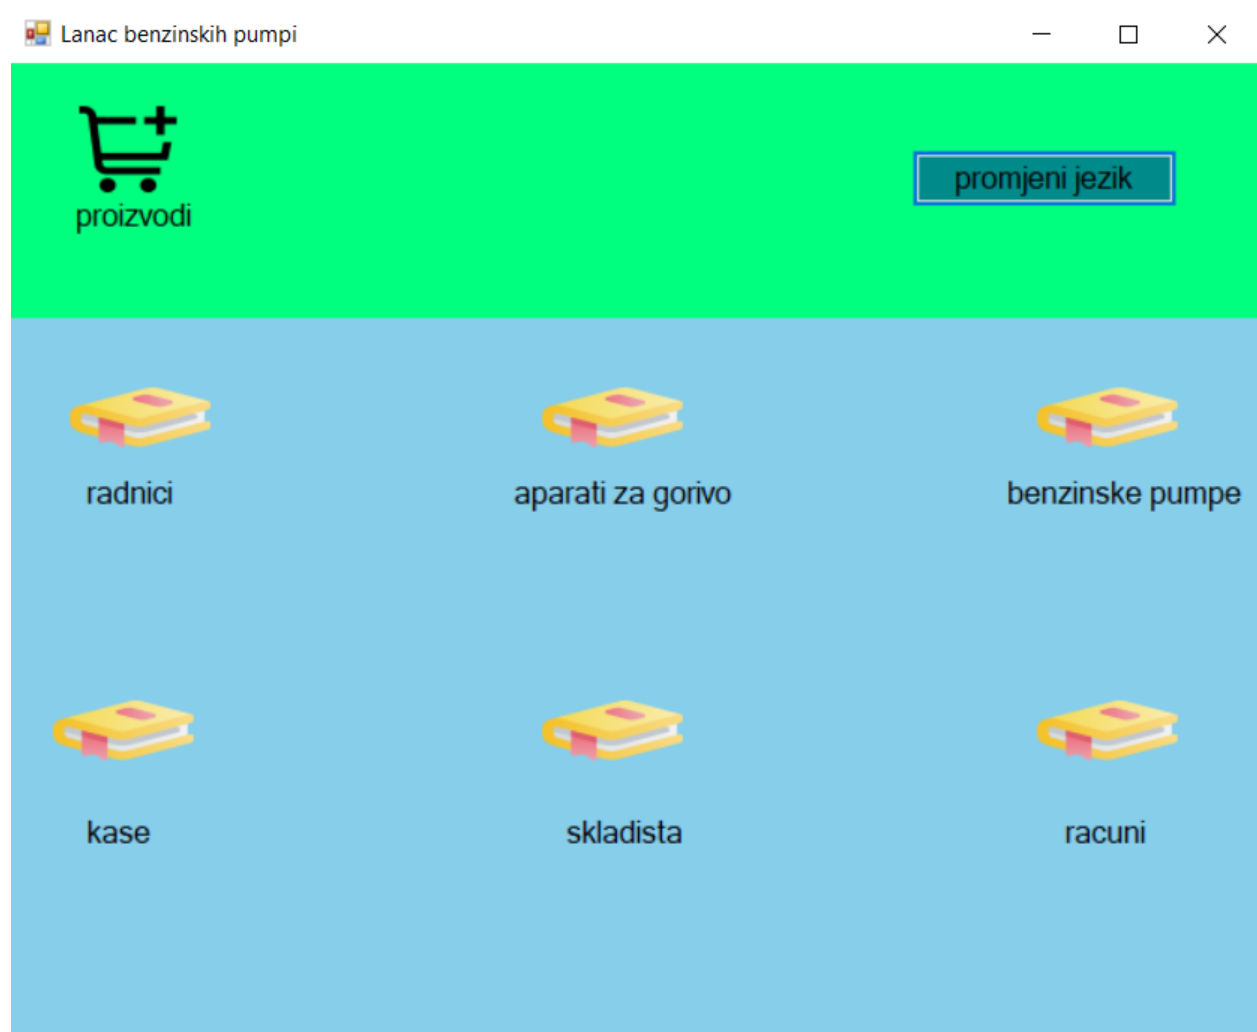 Lanac benzinskih pumpi
proizvodi
promjeni jezik
radnici
aparati za gorivo
benzinske pumpe
kase
skladista
racuni